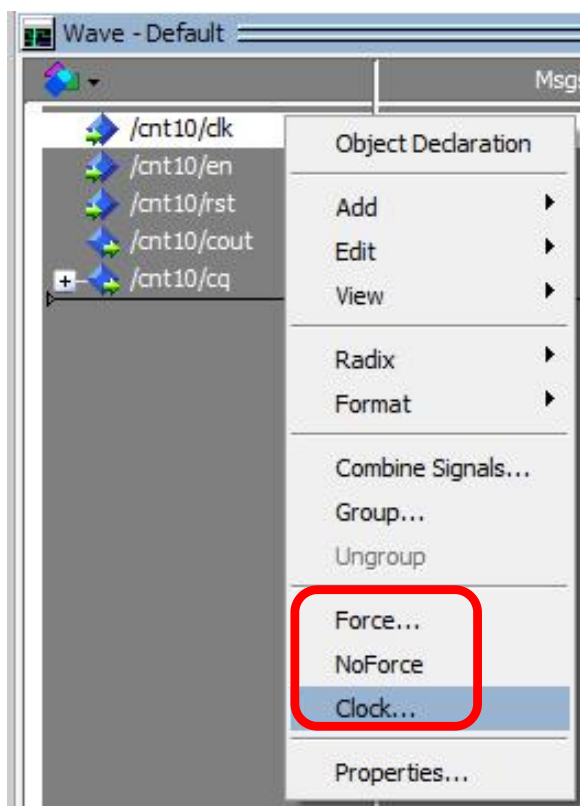 Wave - Default
Msgs
/cnt10/clk
/cnt10/en
/cnt10/rst
/cnt10/cout
/cnt10/cq
Object Declaration
Add
Edit
View
Radix
Format
Combine Signals...
Group...
Ungroup
Force...
NoForce
Clock...
Properties...